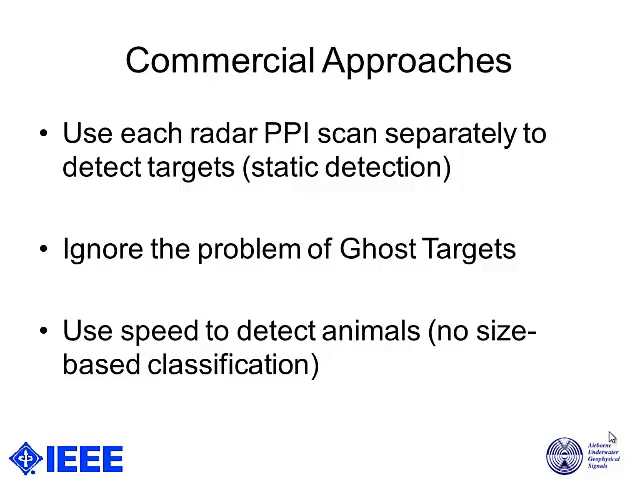 Commercial Approaches
• Use each radar PPI scan separately to
detect targets (static detection)
• Ignore the problem of Ghost Targets
• Use speed to detect animals (no size-
based classification)
IEEE
Airborne
Underwater
Geophysical
Signals